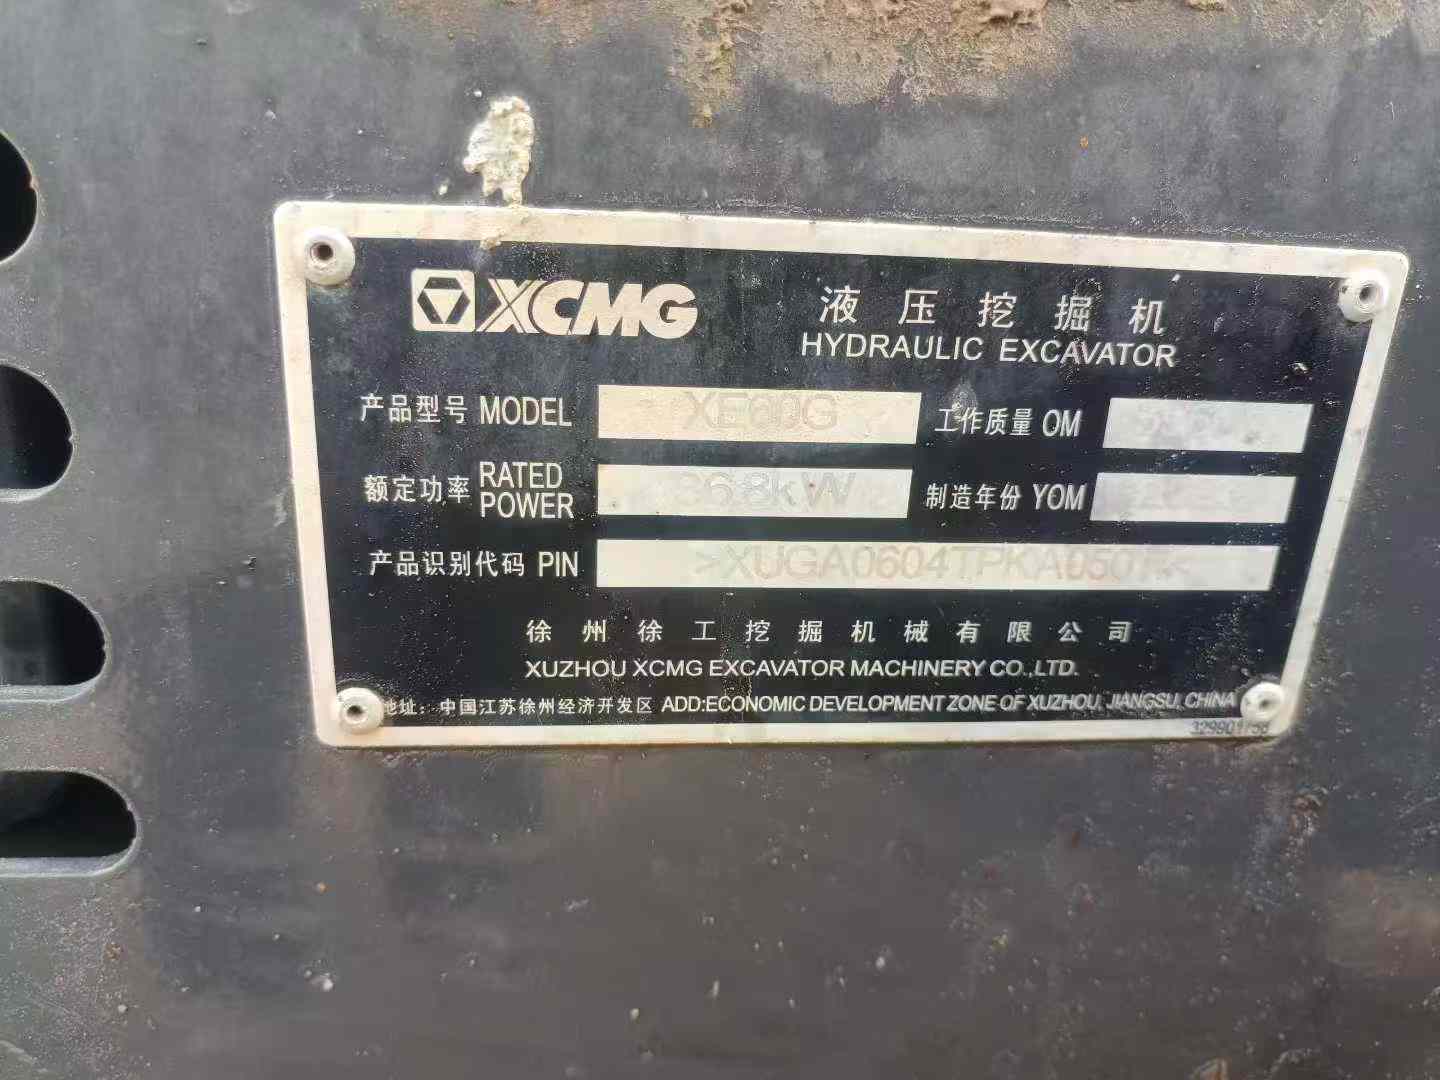 XCMG
液压挖掘机
HYDRAULIC EXCAVATOR
产品型号 MODEL XE60G 工作质量 OM
额定功率 RATED POWER 36.8kW 制造年份 YOM
产品识别代码 PIN
徐州徐工挖掘机械有限公司
XUZHOU XCMG EXCAVATOR MACHINERY CO.,LTD.
地址：中国江苏徐州经济开发区 ADD:ECONOMIC DEVELOPMENT ZONE OF XUZHOU, JIANGSU, CHINA